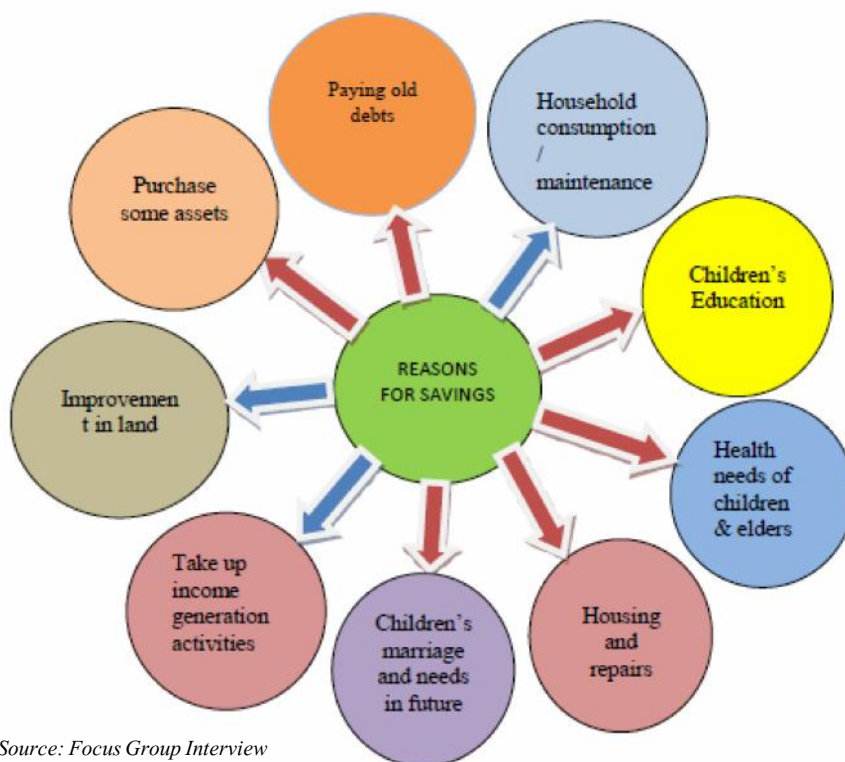 Paying old
debts
Household
consumption
/
maintenance
Purchase
some assets
Children's
Education
REASONS
FOR SAVINGS
Improvemen
t in land
Health
needs of
children
& elders
Take up
income
generation
activities
Children's
marriage
and needs
in future
Housing
and
repairs
Source: Focus Group Interview